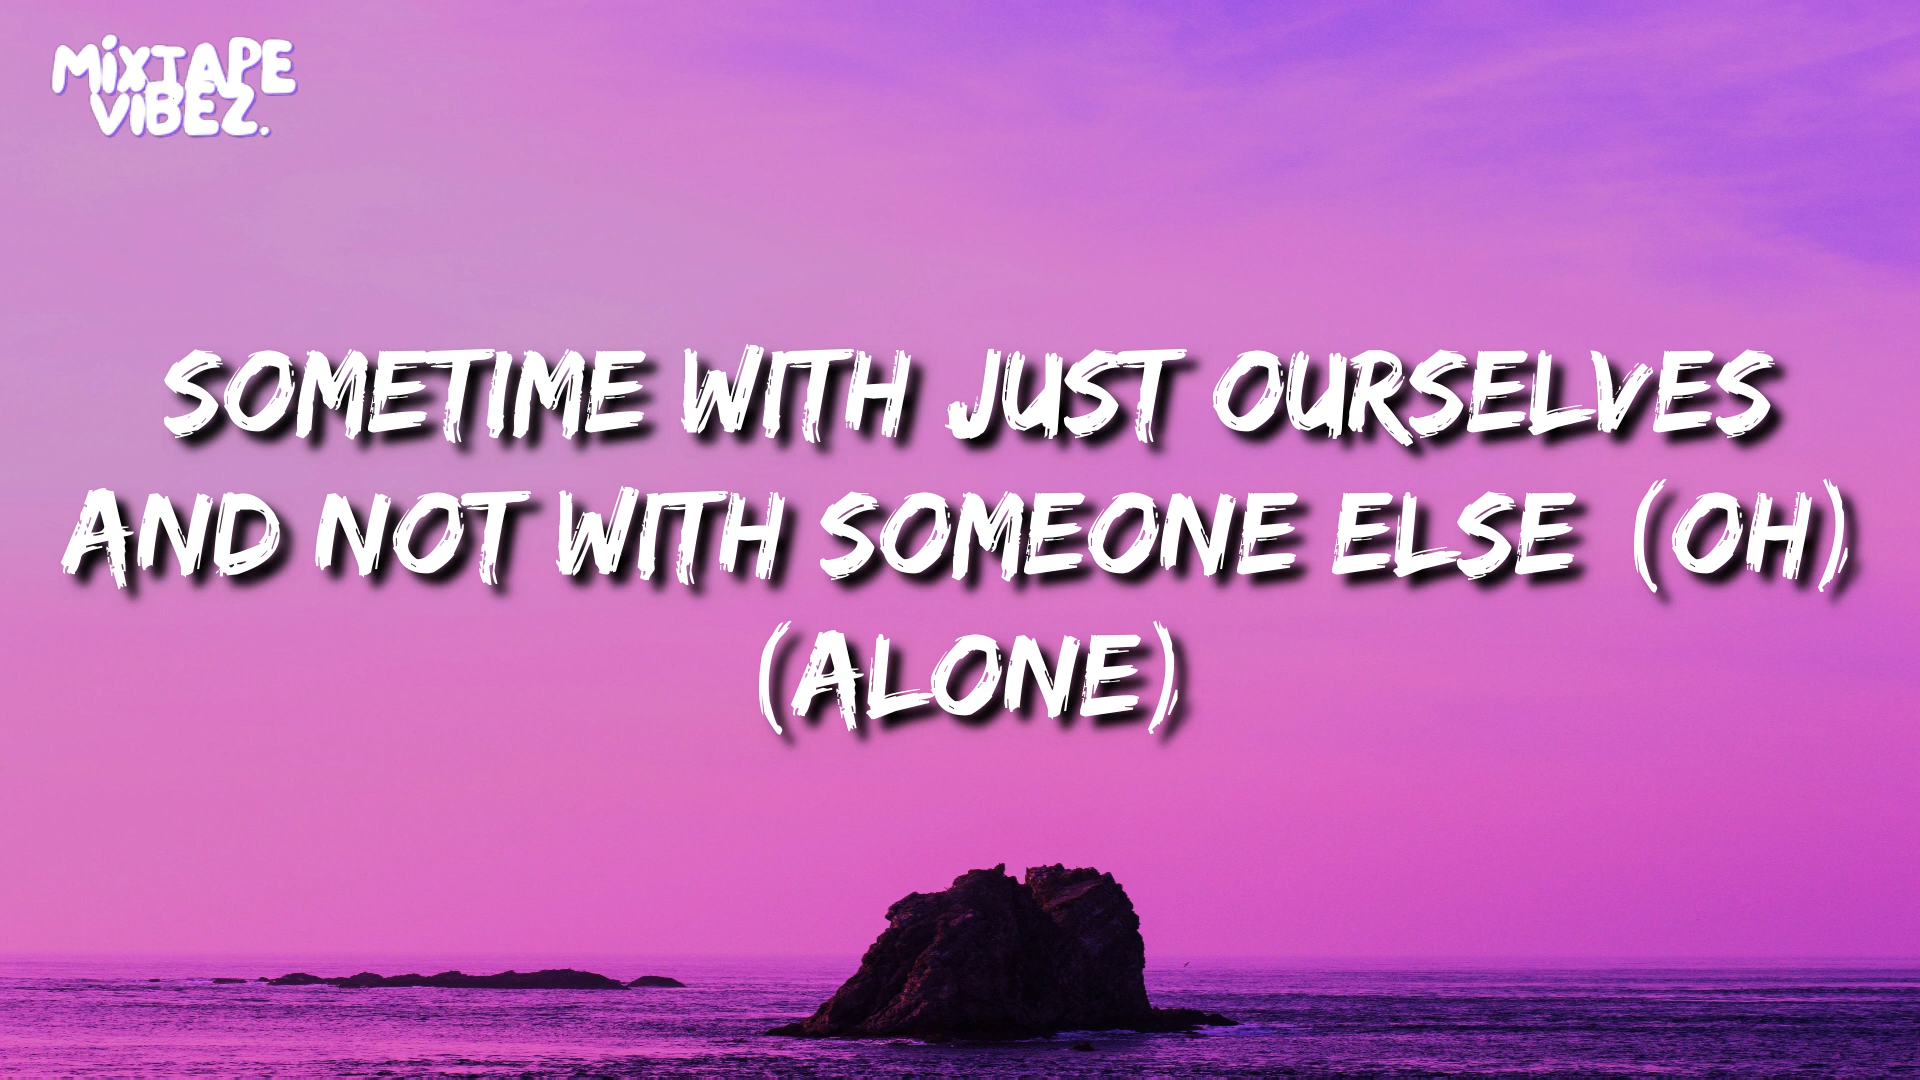 MiXTAPE
ViBEZ.
SOMETIME WITH JUST OURSELVES
AND NOT WITH SOMEONE ELSE (OH)
(ALONE)